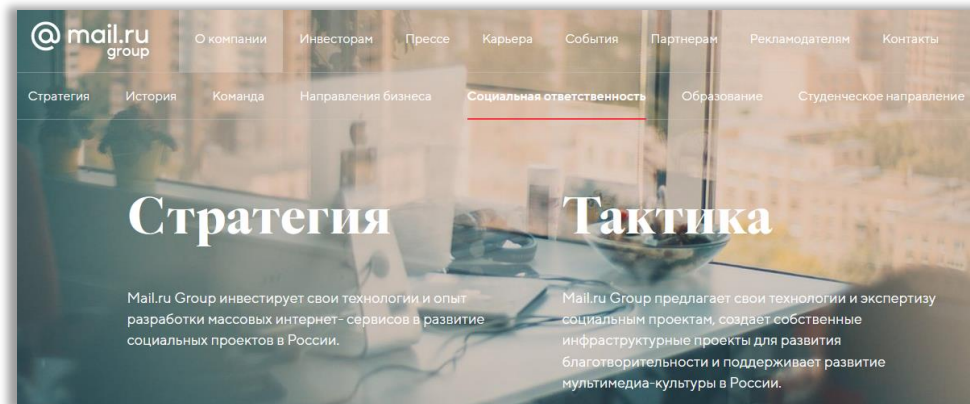 @mail.ru
group
О компании Инвесторам Прессе Карьера События Партнерам Рекламодателям Контакты
Стратегия История Команда Направления бизнеса Социальная ответственность Образование Студенческое направление
Стратегия
Mail.ru Group инвестирует свои технологии и опыт
разработки массовых интернет- сервисов в развитие
социальных проектов в России.
Тактика
Mail.ru Group предлагает свои технологии и экспертизу
социальным проектам, создает собственные
инфраструктурные проекты для развития
благотворительности и поддерживает развитие
мультимедиа-культуры в России.